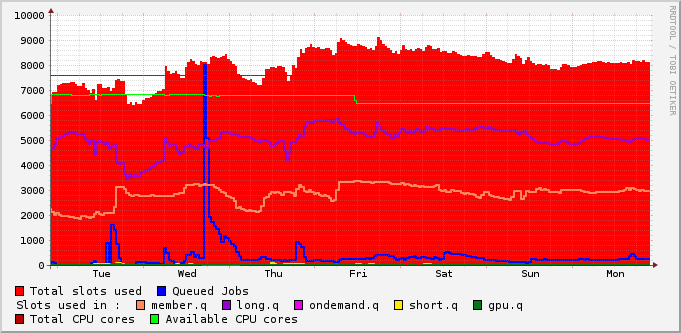 10000
9000
8000
7000
6000
5000
4000
3000
2000
1000
0
Tue Wed Thu Fri Sat Sun Mon
Total slots used Queued Jobs
Slots used in : member.q long.q ondemand.q short.q gpu.q
Total CPU cores Available CPU cores
RRDTOOL / TOBI OETIKER